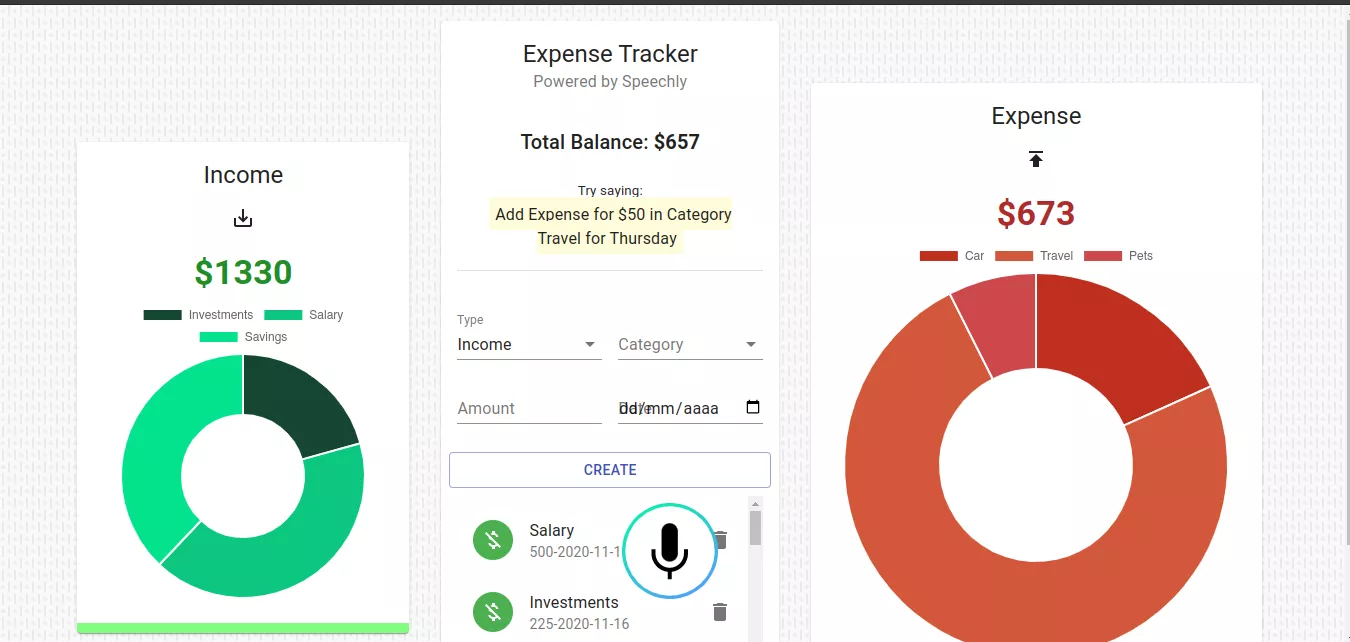 Income
$1330
Investments Salary
Savings
Expense Tracker
Powered by Speechly
Total Balance: $657
Try saying:
Add Expense for $50 in Category
Travel for Thursday
Type
Income
Category
Amount
Date
dd/mm/aaaa
CREATE
Salary
500-2020-11-1
Investments
225-2020-11-16
Expense
$673
Car Travel Pets